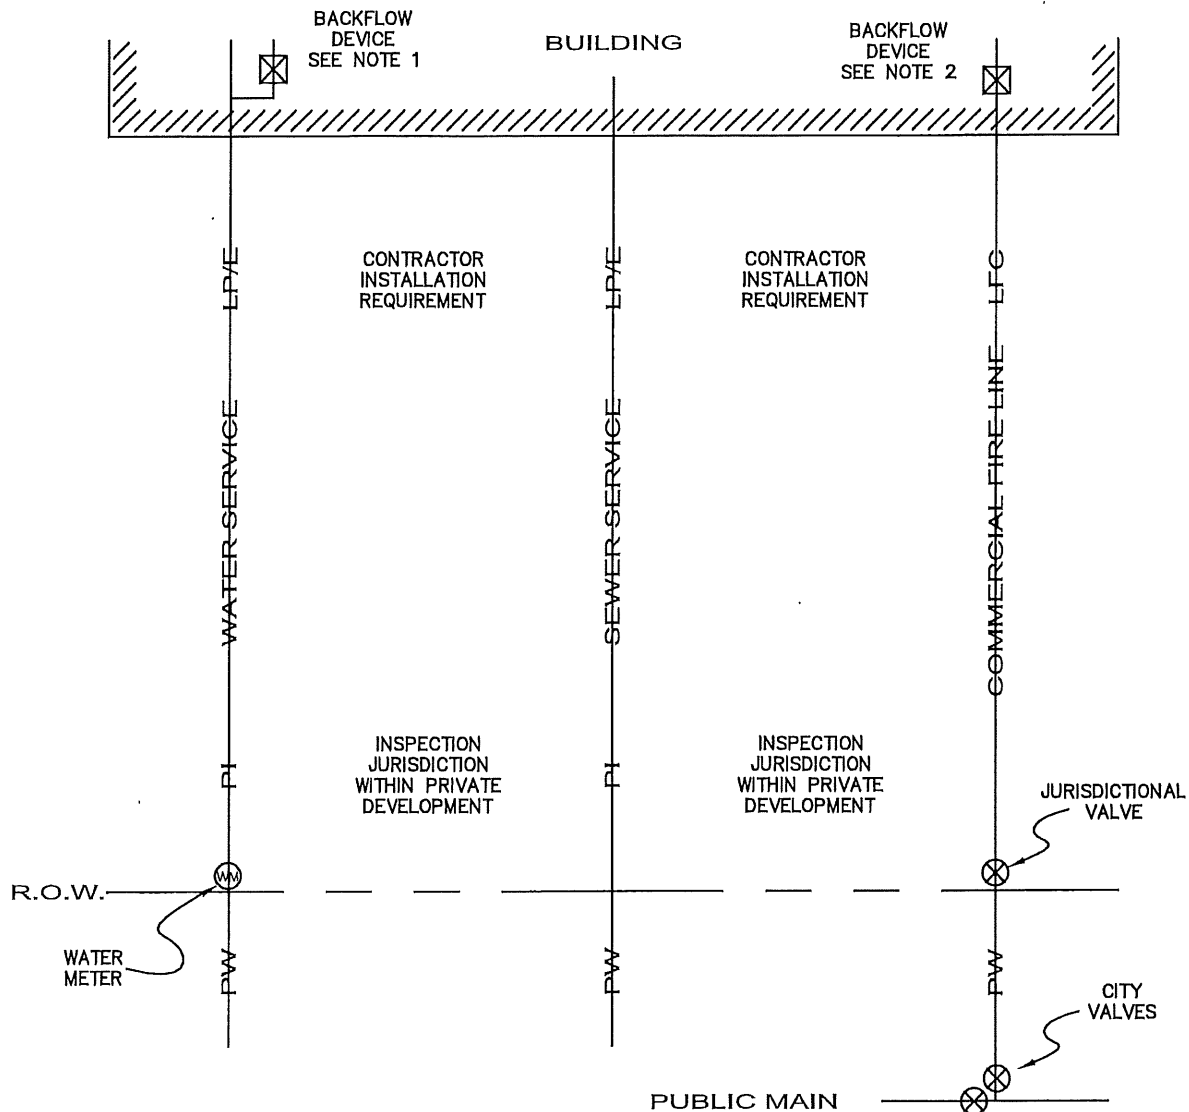 BACKFLOW
DEVICE
SEE NOTE 1
BUILDING
BACKFLOW
DEVICE
SEE NOTE 2
LP/E
CONTRACTOR
INSTALLATION
REQUIREMENT
LP/E
CONTRACTOR
INSTALLATION
REQUIREMENT
LFC
WATER SERVICE
SEWER SERVICE
COMMERCIAL FIRE LINE
PI
INSPECTION
JURISDICTION
WITHIN PRIVATE
DEVELOPMENT
PI
INSPECTION
JURISDICTION
WITHIN PRIVATE
DEVELOPMENT
JURISDICTIONAL
VALVE
WM
R.O.W.
WATER
METER
PW
PW
PW
CITY
VALVES
PUBLIC MAIN